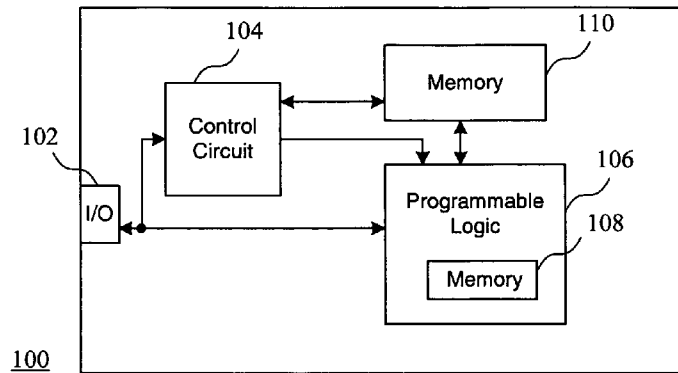 104
110
Memory
Control
Circuit
102
106
I/O
Programmable
Logic
108
Memory
100